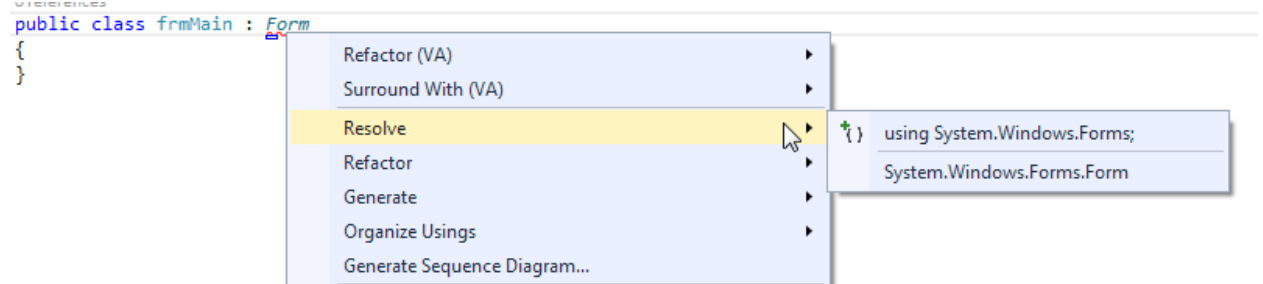 public class frmMain : Form
{
}
Refactor (VA)
Surround With (VA)
Resolve
Refactor
Generate
Organize Usings
Generate Sequence Diagram...
using System.Windows.Forms;
System.Windows.Forms.Form